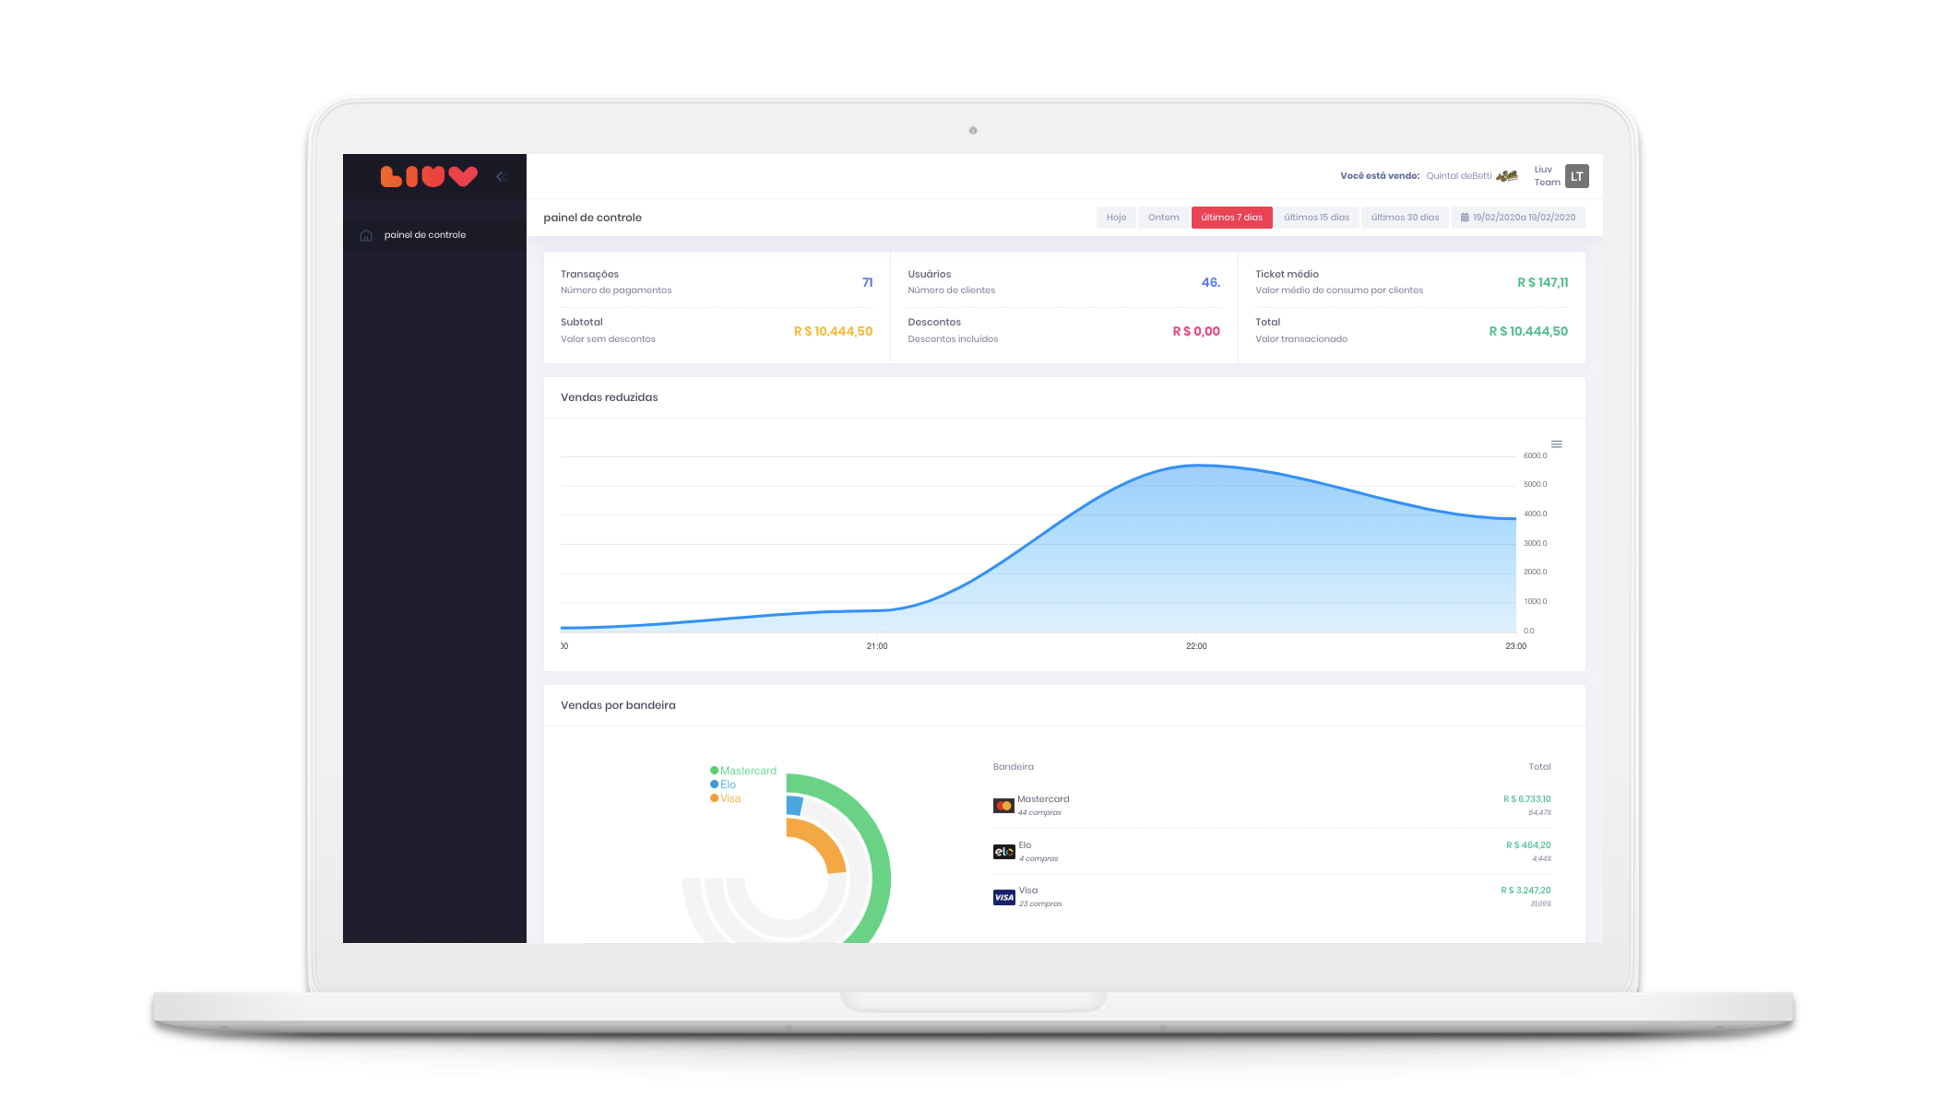 LIUV
Você está vendo: Quintal deBetti
Liuv
Team
LT
painel de controle
painel de controle
Hoje
Ontem
últimos 7 dias
últimos 15 dias
últimos 30 dias
19/02/2020a 19/02/2020
Transações
Número de pagamentos
71
Usuários
Número de clientes
46.
Ticket médio
Valor médio de consumo por clientes
R $ 147,11
Subtotal
Valor sem descontos
R $ 10.444,50
Descontos
Descontos incluídos
R $ 0,00
Total
Valor transacionado
R $ 10.444,50
Vendas reduzidas
6000.0
5000.0
4000.0
3000.0
2000.0
1000.0
0.0
21:00
22:00
23:00
Vendas por bandeira
Mastercard
Elo
Visa
Bandeira
Total
Mastercard
44 compras
R $ 6.733,10
64,47%
elo
Elo
4 compras
R $ 464,20
4,44%
VISA
Visa
23 compras
R $ 3.247,20
31,09%